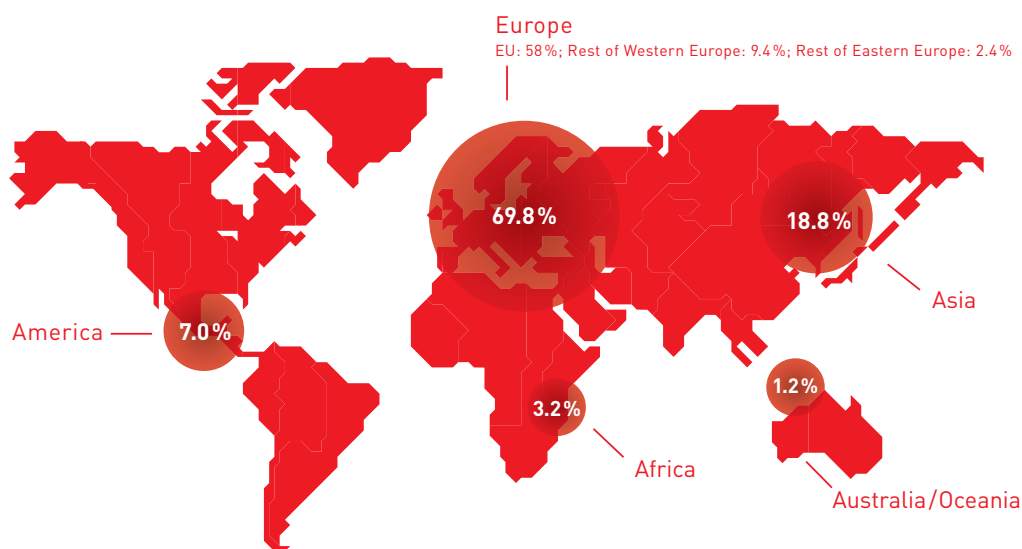 Europe
EU: 58%; Rest of Western Europe: 9.4%; Rest of Eastern Europe: 2.4%
69.8%
18.8%
Asia
America
7.0%
1.2%
3.2%
Africa
Australia/Oceania